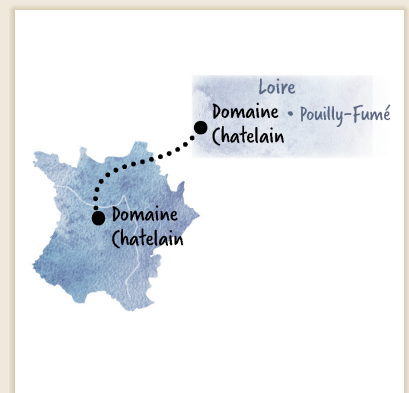 Loire
Domaine
Chatelain
• Pouilly-Fumé
Domaine
Chatelain